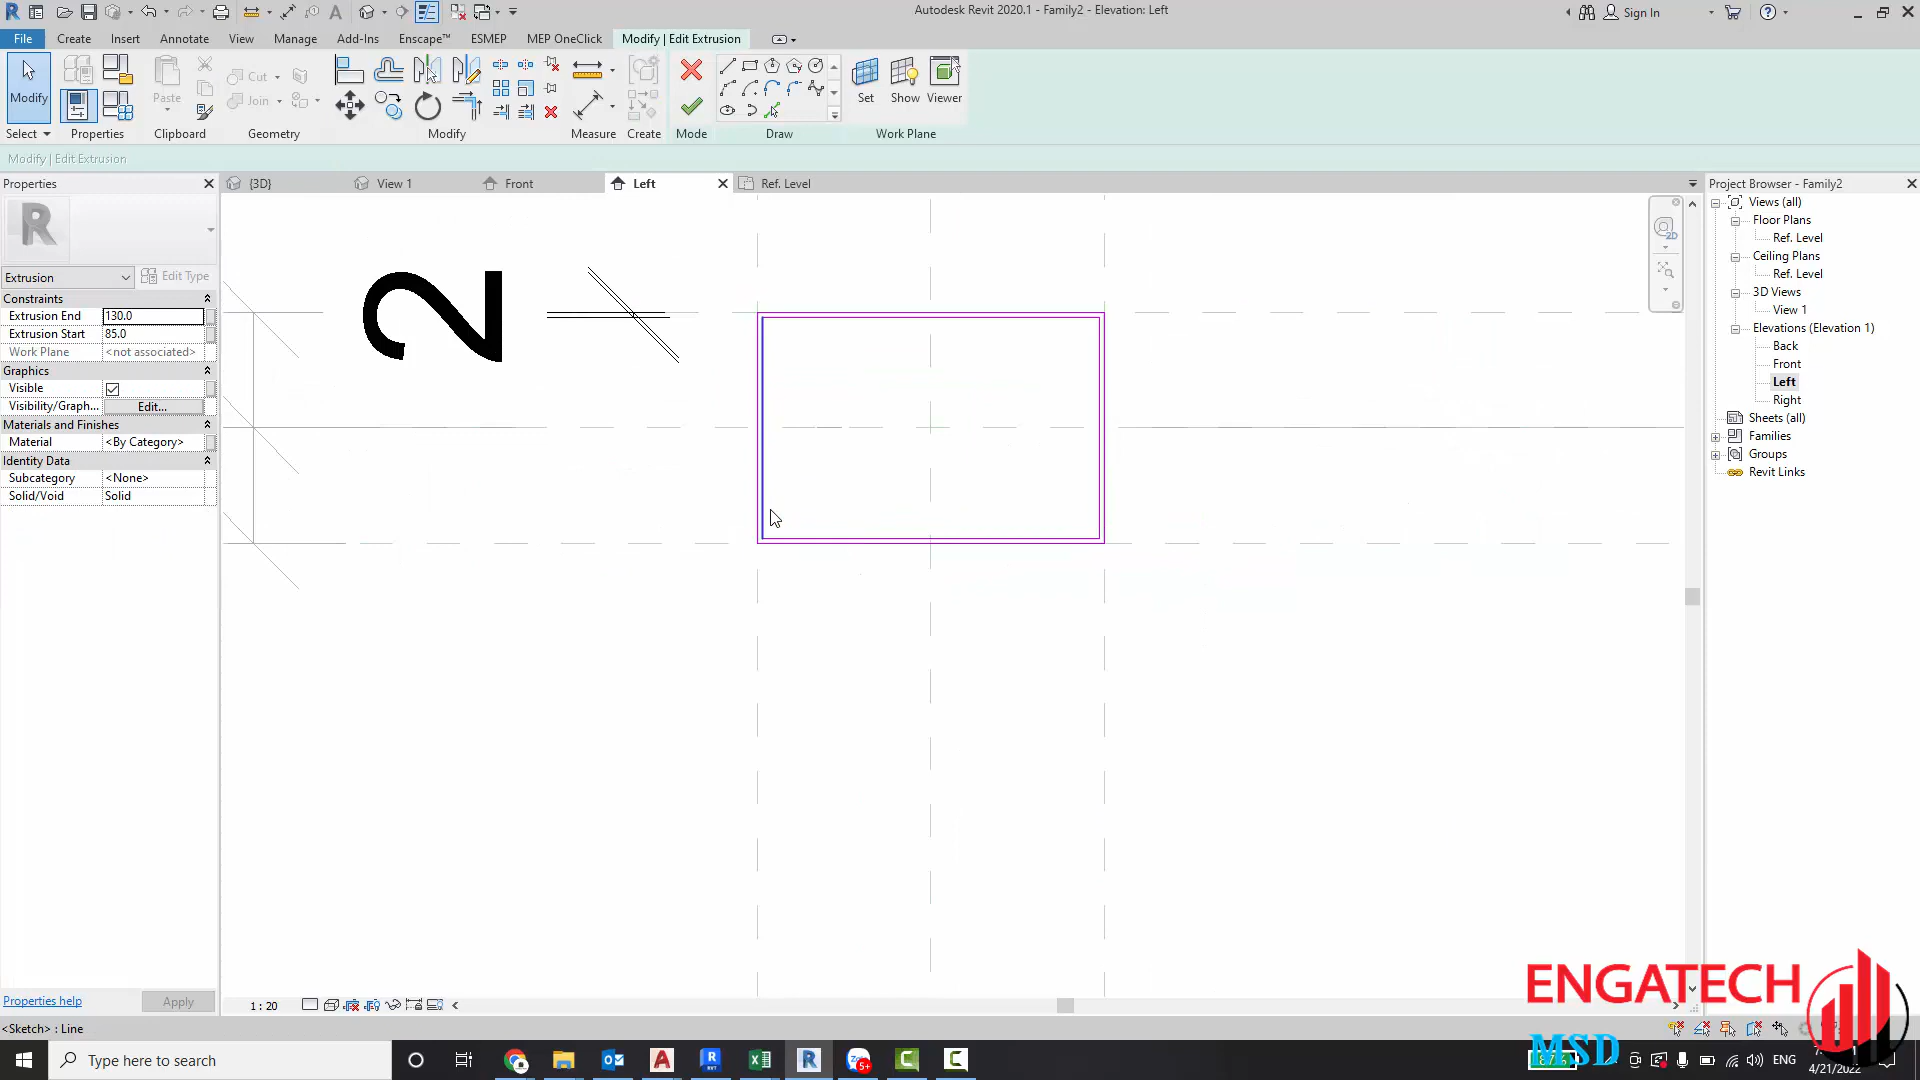 Autodesk Revit 2020.1 - Family2 - Elevation: Left
Sign In
File Create Insert Annotate View Manage Add-Ins Enscape™ ESMEP MEP OneClick Modify | Edit Extrusion
Modify
Paste
Cut
Join
Set Show Viewer
Select Properties Clipboard Geometry Modify Measure Create Mode Draw Work Plane
Modify | Edit Extrusion
Properties
{3D} View 1 Front Left Ref. Level
Project Browser - Family2
R
Extrusion
Edit Type
Constraints
Extrusion End 130.0
Extrusion Start 85.0
Work Plane <not associated>
Graphics
Visible
Visibility/Graph... Edit...
Materials and Finishes
Material <By Category>
Identity Data
Subcategory <None>
Solid/Void Solid
2
2D
Views (all)
Floor Plans
Ref. Level
Ceiling Plans
Ref. Level
3D Views
View 1
Elevations (Elevation 1)
Back
Front
Left
Right
Sheets (all)
Families
Groups
Revit Links
Properties help
Apply
1 : 20
<Sketch> : Line
ENGATECH
MSD
Type here to search
ENG
4/21/2022